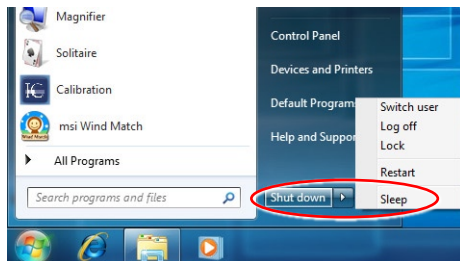 Magnifier
Solitaire
Calibration
msi Wind Match
All Programs
Search programs and files
Control Panel
Devices and Printers
Default Program
Help and Suppor
Shut down
Switch user
Log off
Lock
Restart
Sleep